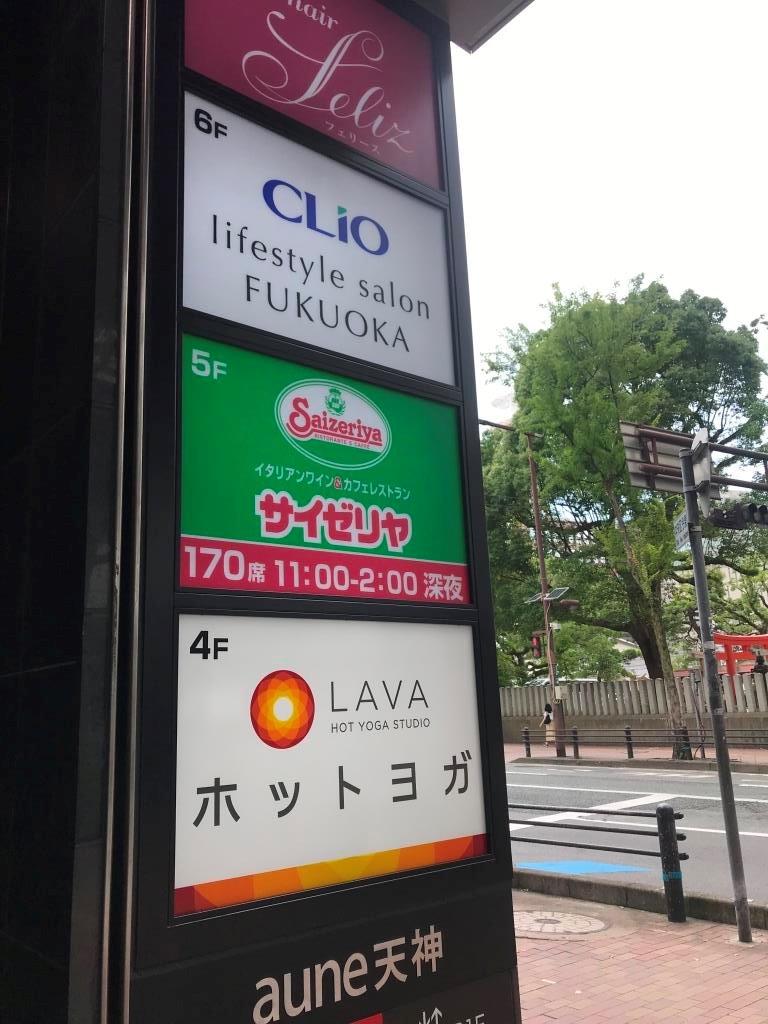 hair
Feliz
フェリース
6F
CLiO
lifestyle salon
FUKUOKA
5F
Saizeriya
RISTORANTE & CAFFÈ
イタリアンワイン&カフェレストラン
サイゼリヤ
170席 11:00-2:00 深夜
4F
LAVA
HOT YOGA STUDIO
ホットヨガ
aune天神